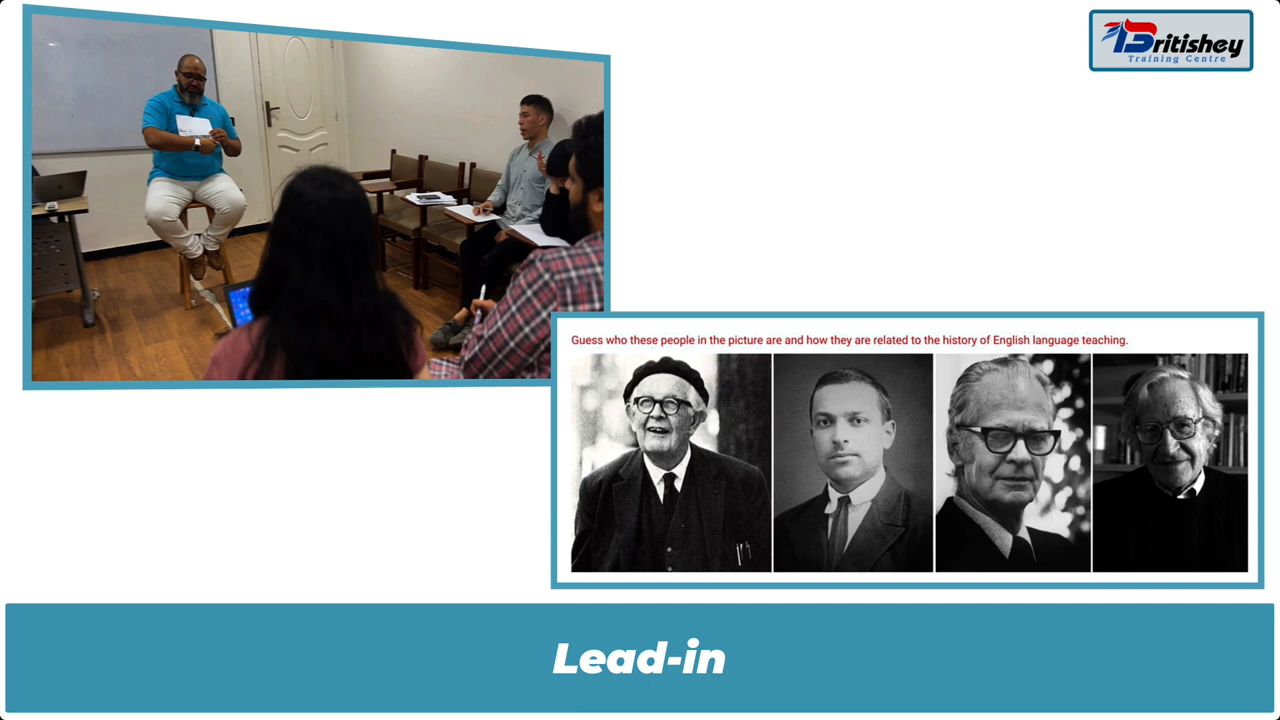 Britishey
Training Centre
Guess who these people in the picture are and how they are related to the history of English language teaching.
Lead-in